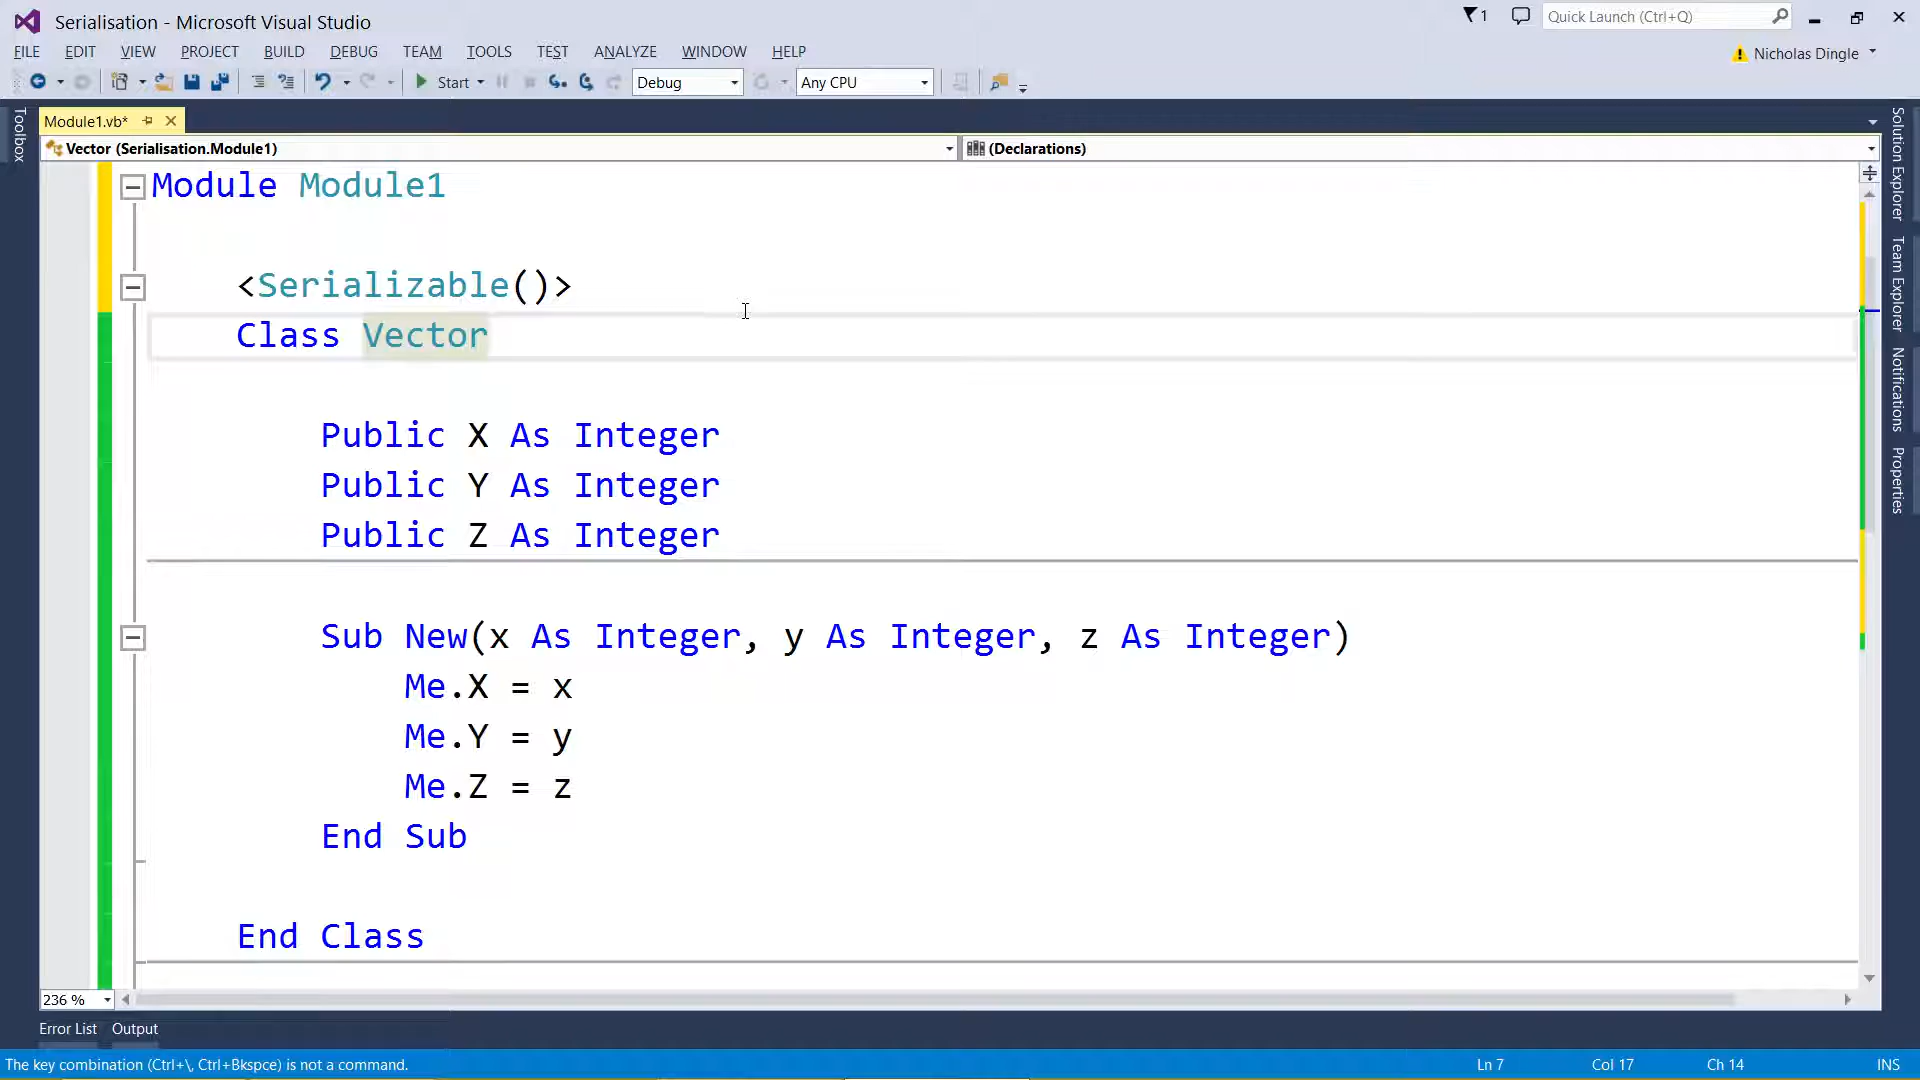 Serialisation - Microsoft Visual Studio
1
Quick Launch (Ctrl+Q)
FILE EDIT VIEW PROJECT BUILD DEBUG TEAM TOOLS TEST ANALYZE WINDOW HELP
Nicholas Dingle
Start Debug Any CPU
Toolbox
Module1.vb*
Vector (Serialisation.Module1) (Declarations)
Module Module1
<Serializable()>
Class Vector
Public X As Integer
Public Y As Integer
Public Z As Integer
Sub New(x As Integer, y As Integer, z As Integer)
Me.X = x
Me.Y = y
Me.Z = z
End Sub
End Class
Solution Explorer
Team Explorer
Notifications
Properties
236 %
Error List Output
The key combination (Ctrl+\, Ctrl+Bkspce) is not a command.
Ln 7 Col 17 Ch 14 INS